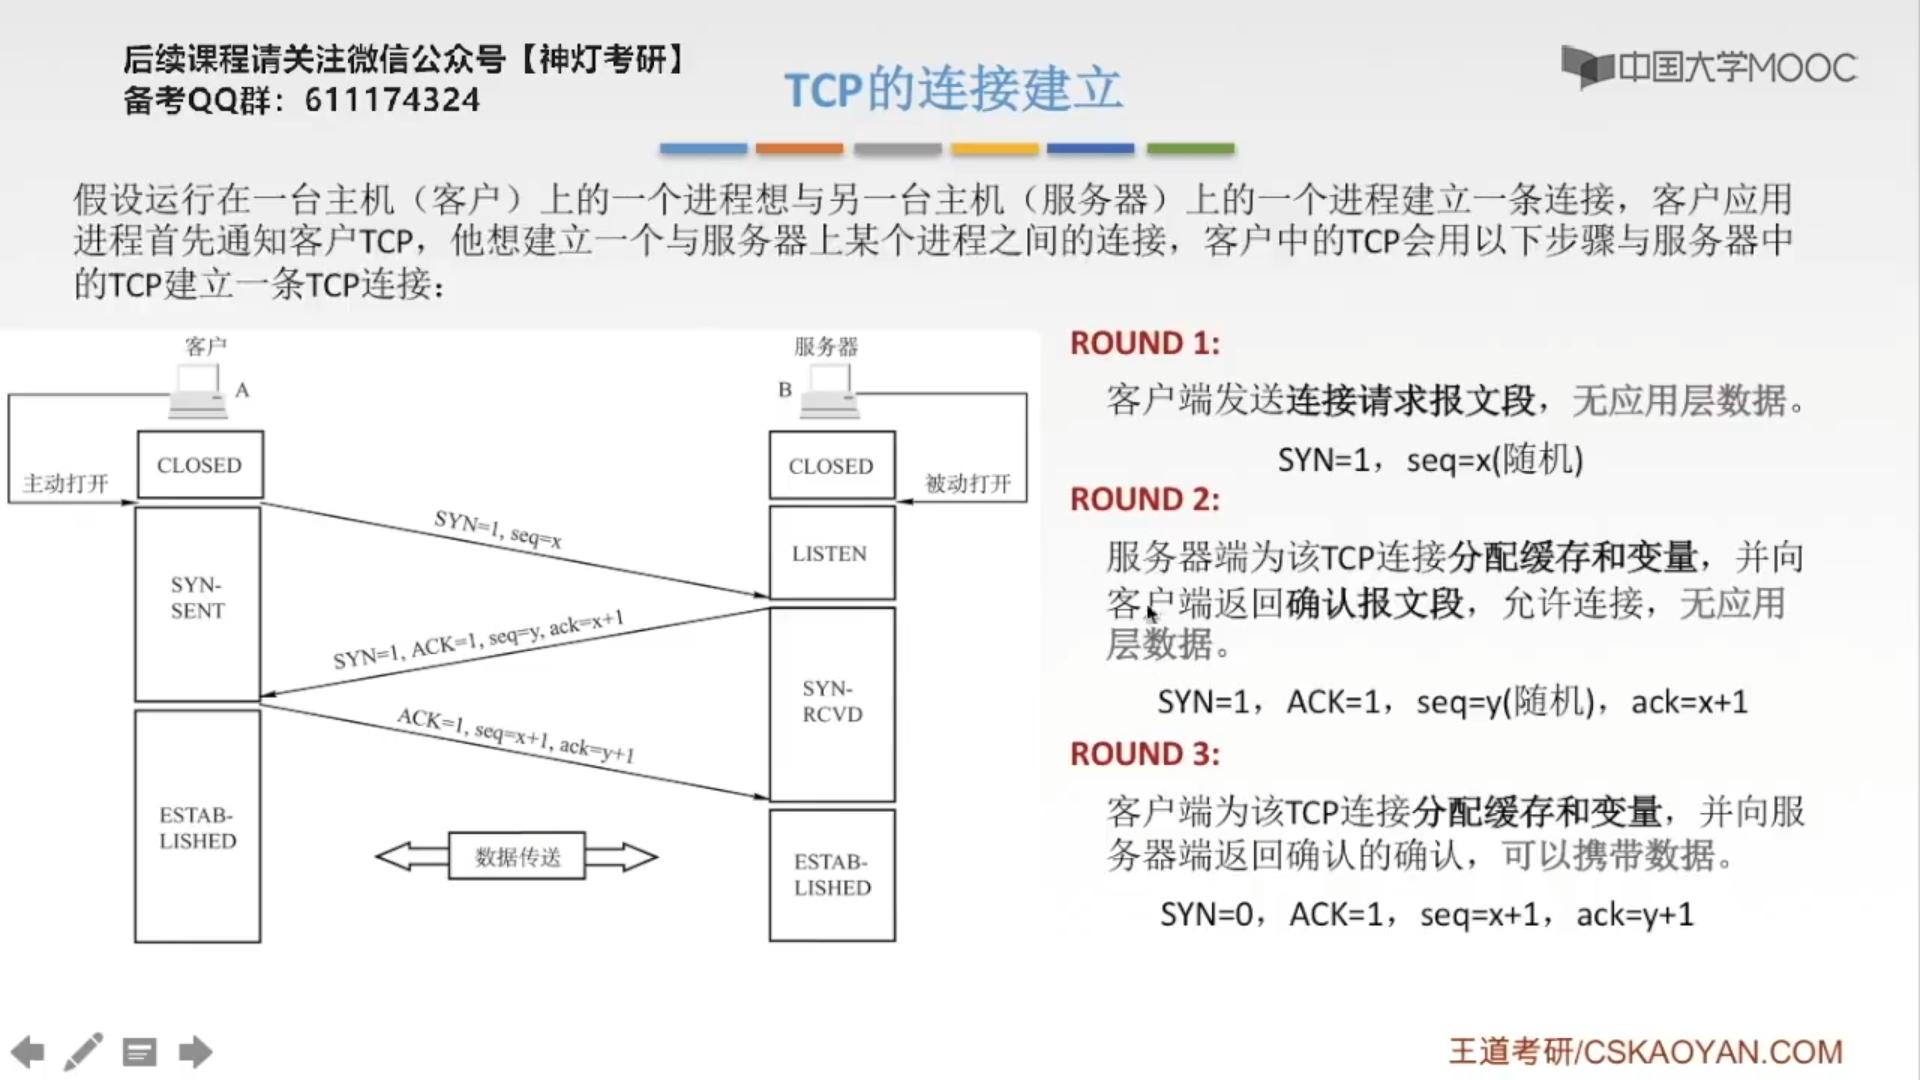 后续课程请关注微信公众号【神灯考研】
备考QQ群：611174324
TCP的连接建立
中国大学MOOC
假设运行在一台主机（客户）上的一个进程想与另一台主机（服务器）上的一个进程建立一条连接，客户应用
进程首先通知客户TCP，他想建立一个与服务器上某个进程之间的连接，客户中的TCP会用以下步骤与服务器中
的TCP建立一条TCP连接：
客户
服务器
A
B
主动打开
CLOSED
CLOSED
被动打开
SYN=1, seq=x
LISTEN
SYN-
SENT
SYN=1, ACK=1, seq=y, ack=x+1
SYN-
RCVD
ACK=1, seq=x+1, ack=y+1
ESTAB-
LISHED
数据传送
ESTAB-
LISHED
ROUND 1:
客户端发送连接请求报文段，无应用层数据。
SYN=1，seq=x(随机)
ROUND 2:
服务器端为该TCP连接分配缓存和变量，并向
客户端返回确认报文段，允许连接，无应用
层数据。
SYN=1，ACK=1，seq=y(随机)，ack=x+1
ROUND 3:
客户端为该TCP连接分配缓存和变量，并向服
务器端返回确认的确认，可以携带数据。
SYN=0，ACK=1，seq=x+1，ack=y+1
王道考研/CSKAOYAN.COM